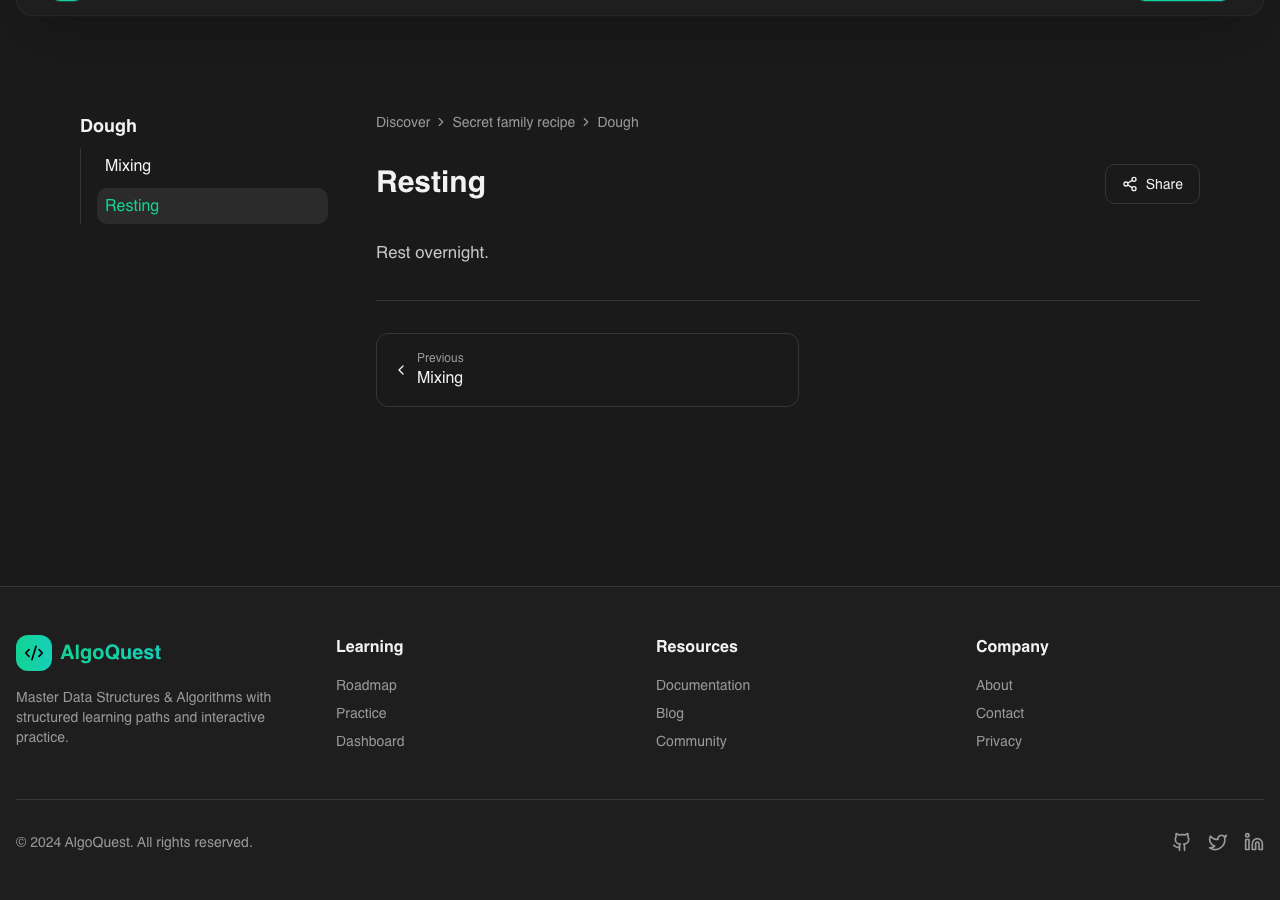 Dough
Mixing
Resting
Discover > Secret family recipe > Dough
Resting
Share
Rest overnight.
Previous
Mixing
AlgoQuest
Master Data Structures & Algorithms with
structured learning paths and interactive
practice.
Learning
Roadmap
Practice
Dashboard
Resources
Documentation
Blog
Community
Company
About
Contact
Privacy
© 2024 AlgoQuest. All rights reserved.